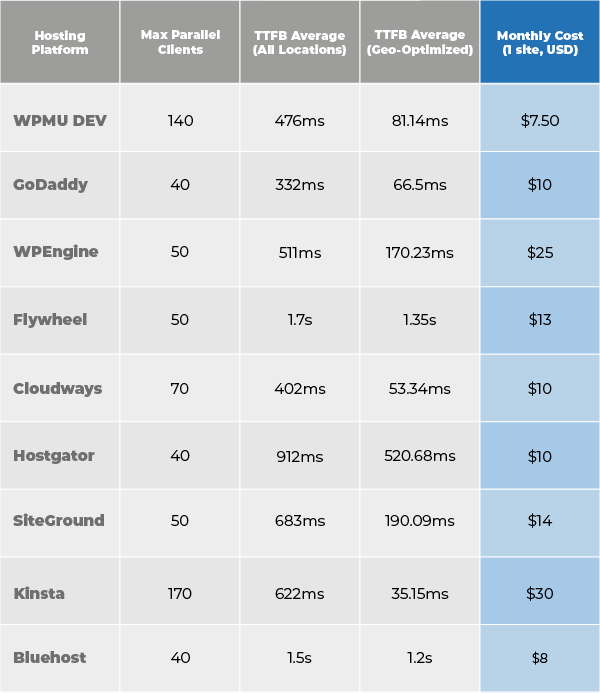 Hosting Platform | Max Parallel Clients | TTFB Average (All Locations) | TTFB Average (Geo-Optimized) | Monthly Cost (1 site, USD)
WPMU DEV 140 476ms 81.14ms $7.50
GoDaddy 40 332ms 66.5ms $10
WPEngine 50 511ms 170.23ms $25
Flywheel 50 1.7s 1.35s $13
Cloudways 70 402ms 53.34ms $10
Hostgator 40 912ms 520.68ms $10
SiteGround 50 683ms 190.09ms $14
Kinsta 170 622ms 35.15ms $30
Bluehost 40 1.5s 1.2s $8